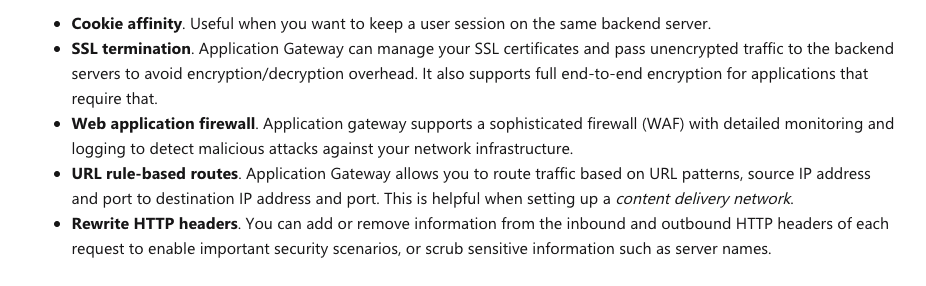 • Cookie affinity. Useful when you want to keep a user session on the same backend server.
• SSL termination. Application Gateway can manage your SSL certificates and pass unencrypted traffic to the backend
servers to avoid encryption/decryption overhead. It also supports full end-to-end encryption for applications that
require that.
• Web application firewall. Application gateway supports a sophisticated firewall (WAF) with detailed monitoring and
logging to detect malicious attacks against your network infrastructure.
• URL rule-based routes. Application Gateway allows you to route traffic based on URL patterns, source IP address
and port to destination IP address and port. This is helpful when setting up a content delivery network.
• Rewrite HTTP headers. You can add or remove information from the inbound and outbound HTTP headers of each
request to enable important security scenarios, or scrub sensitive information such as server names.